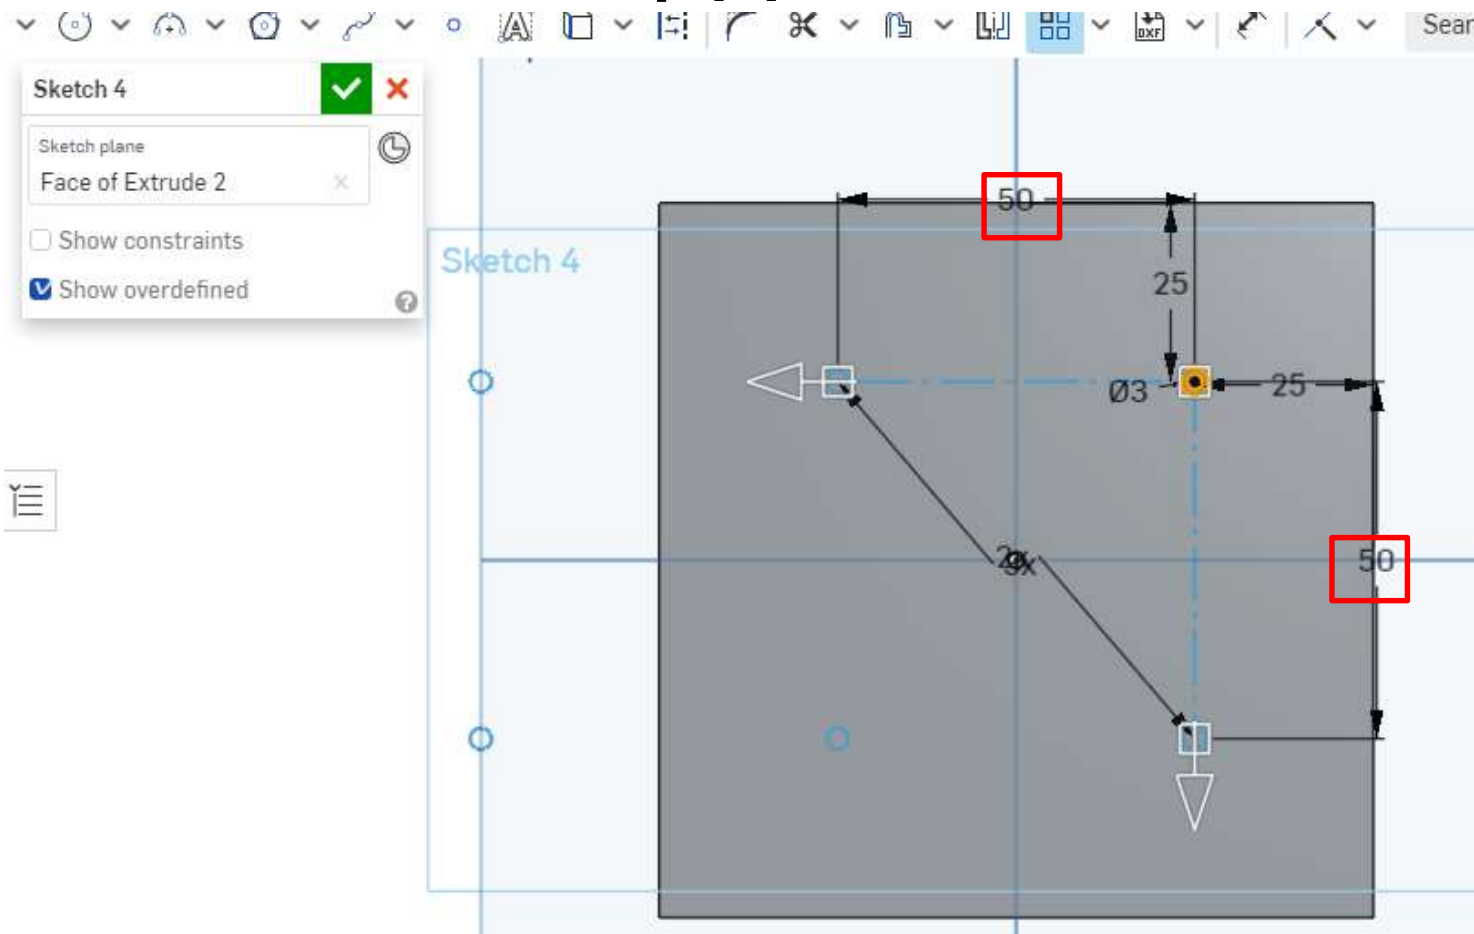 A
DXF
Sear
Sketch 4
Sketch plane
Face of Extrude 2
Show constraints
Show overdefined
Sketch 4
50
25
Ø3
25
50